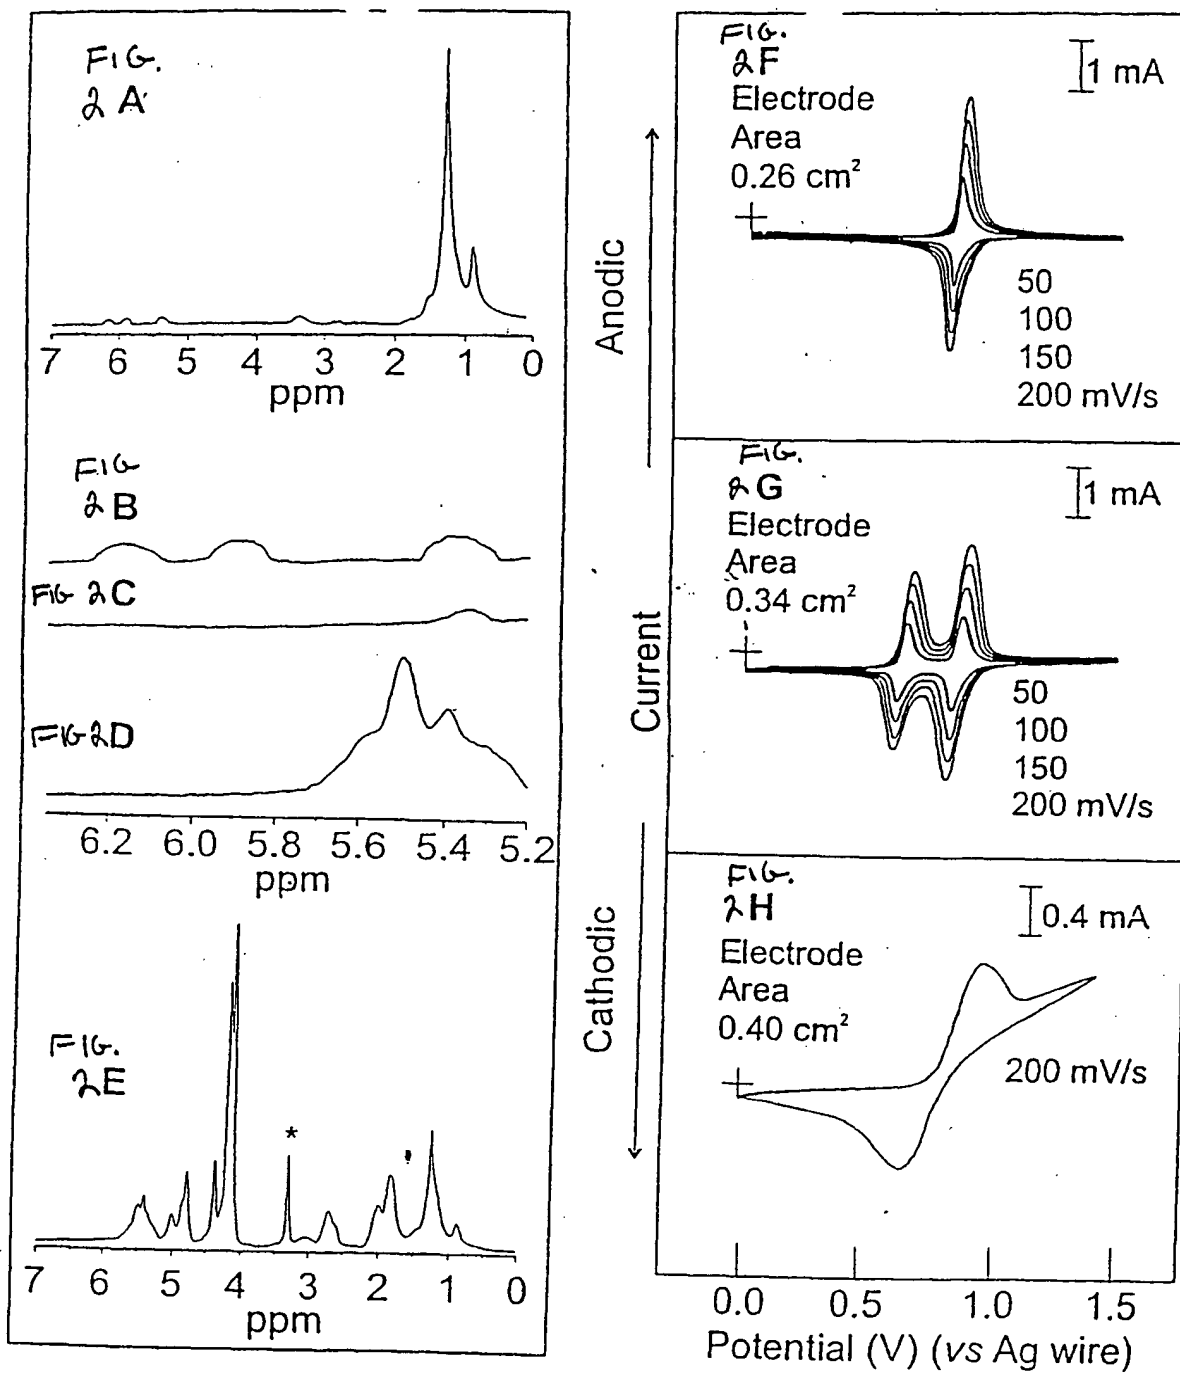 FIG.
2 A
7 6 5 4 3 2 1 0
ppm
FIG
2 B
FIG 2C
FIG 2D
6.2 6.0 5.8 5.6 5.4 5.2
ppm
FIG.
2E
*
7 6 5 4 3 2 1 0
ppm
Anodic
Current
Cathodic
FIG.
2F
1 mA
Electrode
Area
0.26 cm²
50
100
150
200 mV/s
FIG.
2G
1 mA
Electrode
Area
0.34 cm²
50
100
150
200 mV/s
FIG.
2H
0.4 mA
Electrode
Area
0.40 cm²
200 mV/s
0.0 0.5 1.0 1.5
Potential (V) (vs Ag wire)